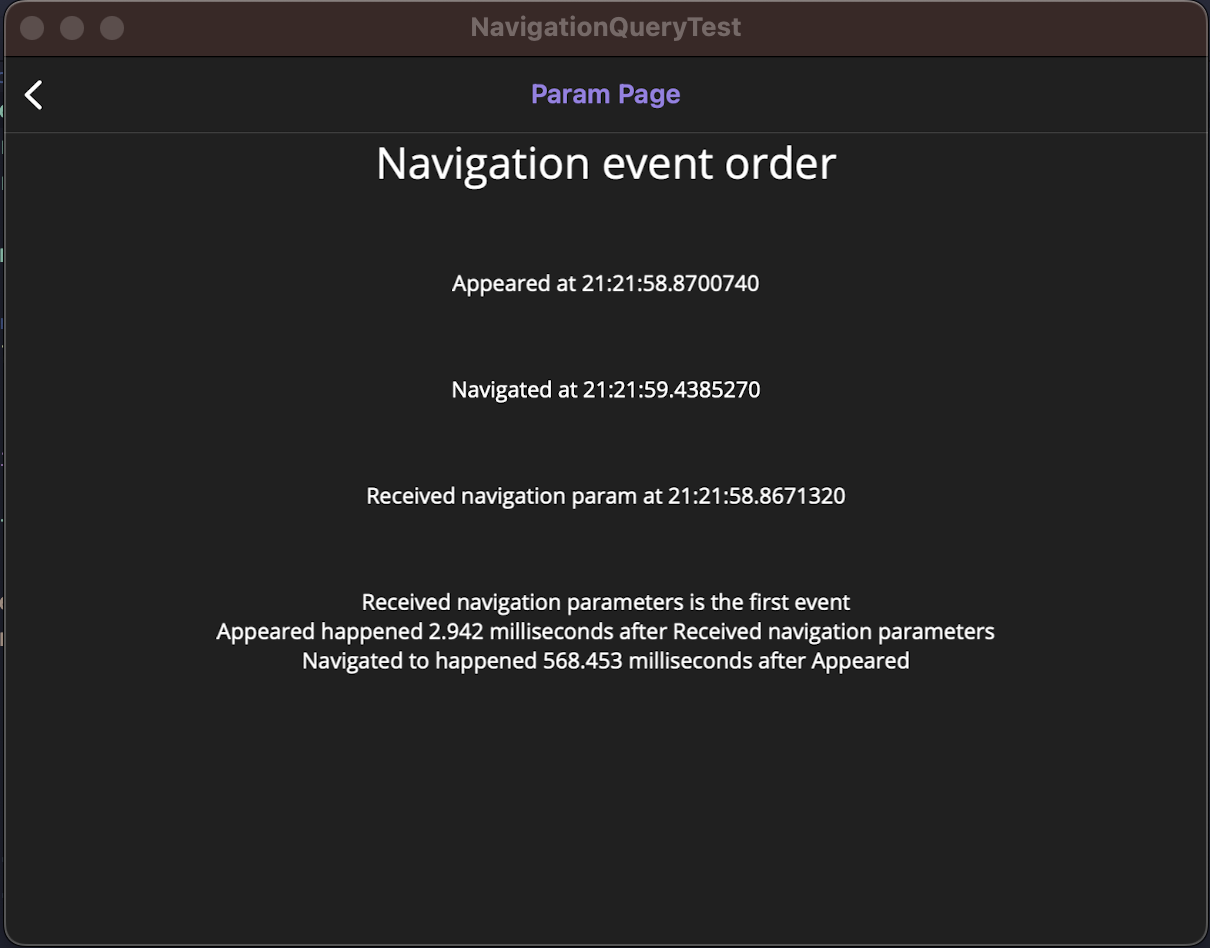 NavigationQueryTest
Param Page
Navigation event order
Appeared at 21:21:58.8700740
Navigated at 21:21:59.4385270
Received navigation param at 21:21:58.8671320
Received navigation parameters is the first event
Appeared happened 2.942 milliseconds after Received navigation parameters
Navigated to happened 568.453 milliseconds after Appeared